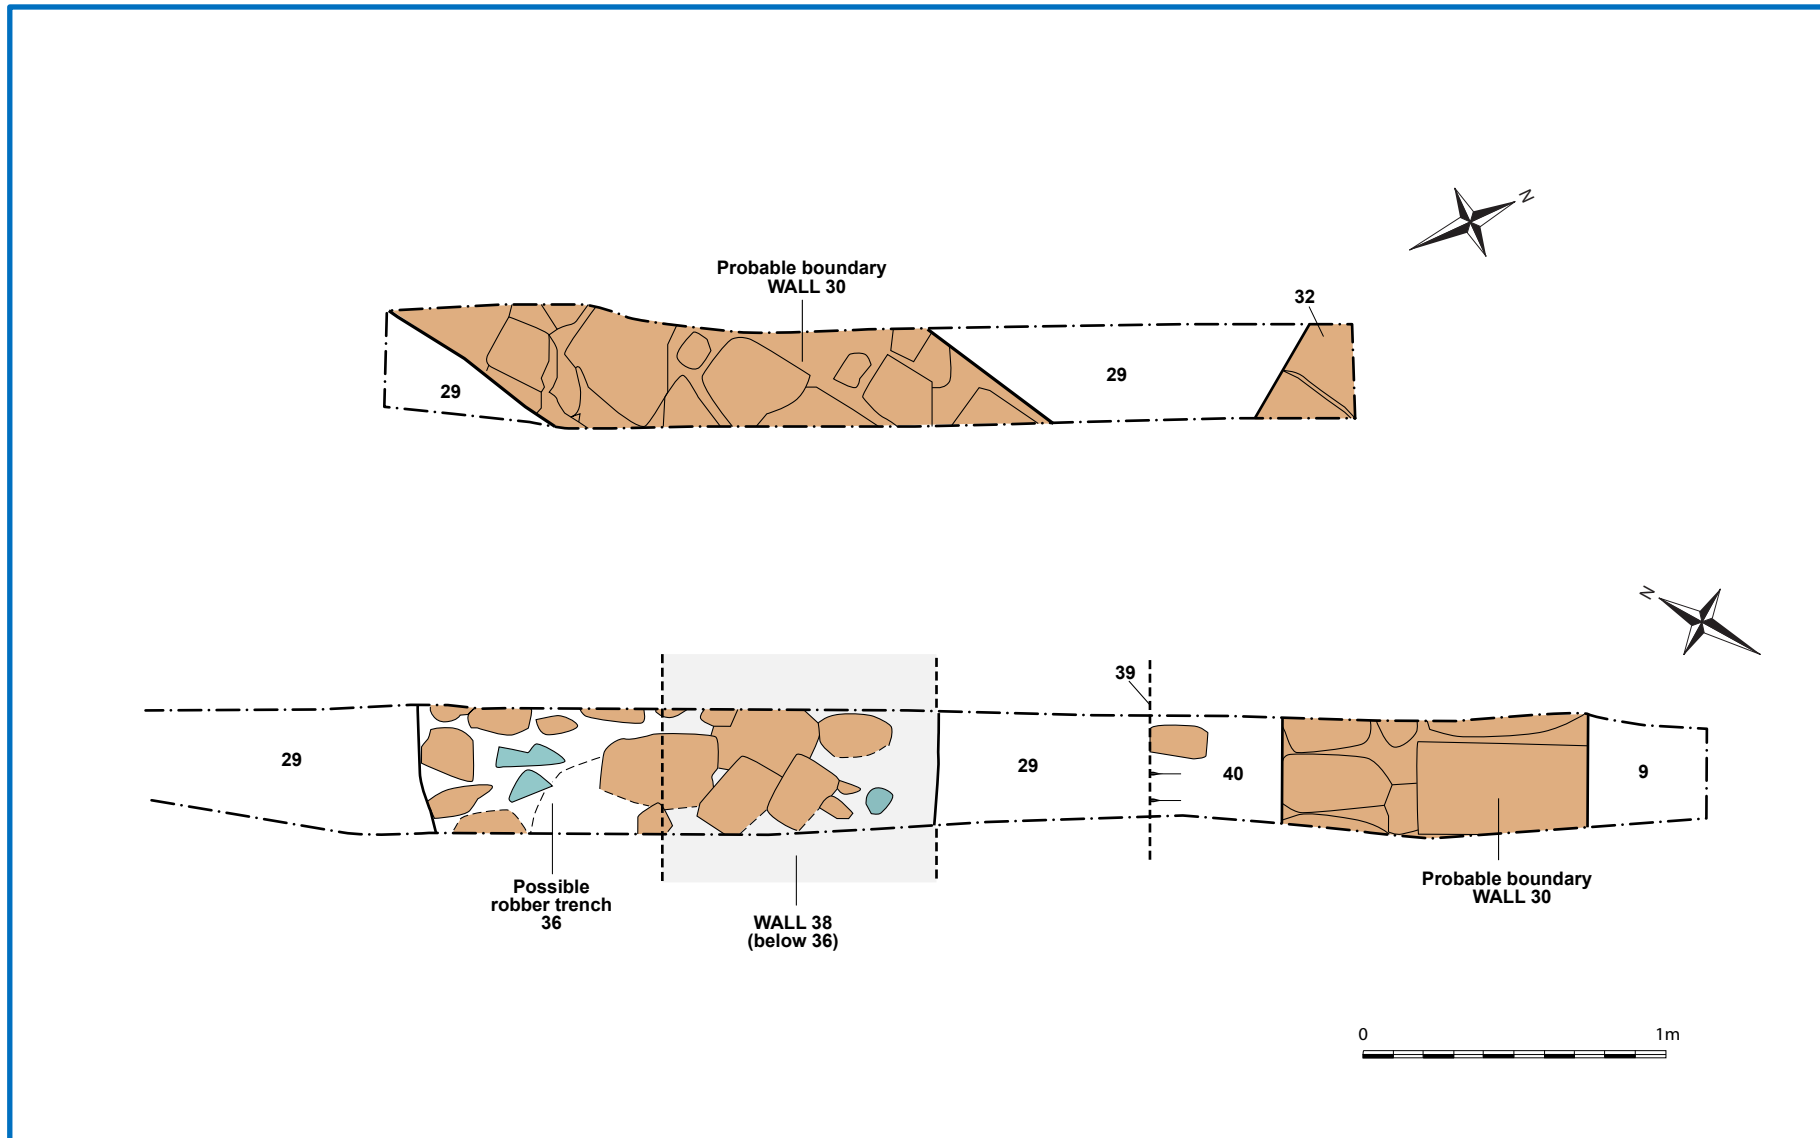 N
Probable boundary
WALL 30
32
29
29
N
39
29
29
40
9
Possible
robber trench
36
WALL 38
(below 36)
Probable boundary
WALL 30
0 1m